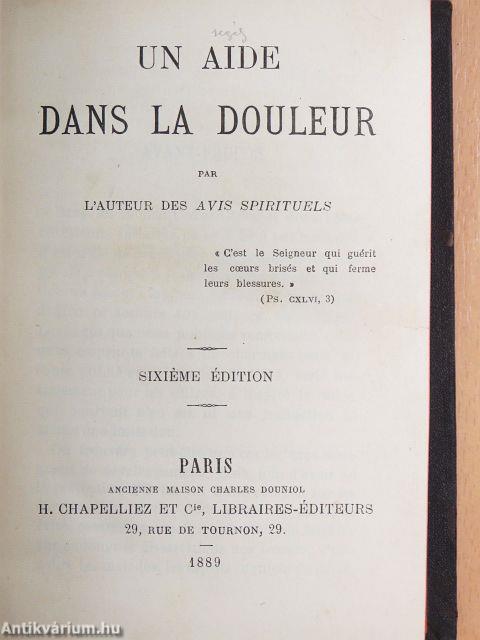 segéd
UN AIDE
DANS LA DOULEUR
PAR
L'AUTEUR DES AVIS SPIRITUELS
« C'est le Seigneur qui guérit
les cœurs brisés et qui ferme
leurs blessures. »
(Ps. CXLVI, 3)
SIXIÈME ÉDITION
PARIS
ANCIENNE MAISON CHARLES DOUNIOL
H. CHAPELLIEZ ET Cie, LIBRAIRES-ÉDITEURS
29, RUE DE TOURNON, 29.
1889
Antikvárium.hu